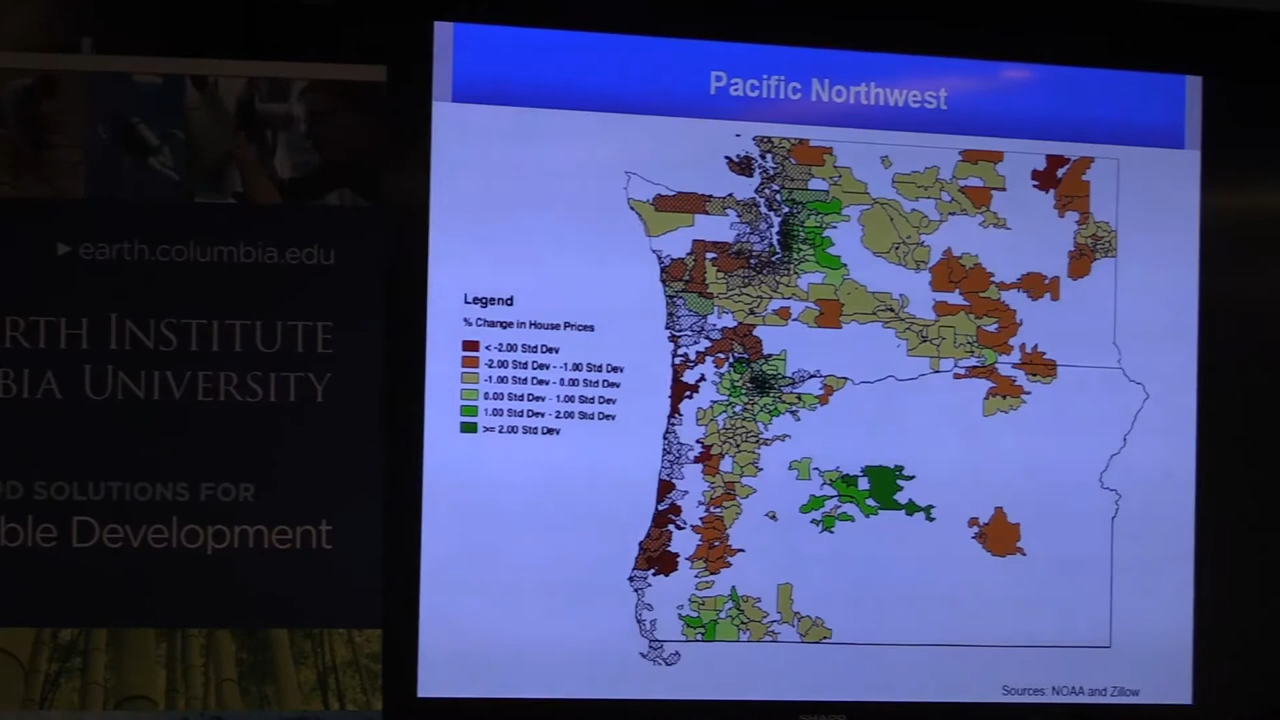 earth.columbia.edu
RTH INSTITUTE
BIA UNIVERSITY
D SOLUTIONS FOR
ble Development
Pacific Northwest
Legend
% Change in House Prices
< -2.00 Std Dev
-2.00 Std Dev - -1.00 Std Dev
-1.00 Std Dev - 0.00 Std Dev
0.00 Std Dev - 1.00 Std Dev
1.00 Std Dev - 2.00 Std Dev
>= 2.00 Std Dev
Sources: NOAA and Zillow
SHARP